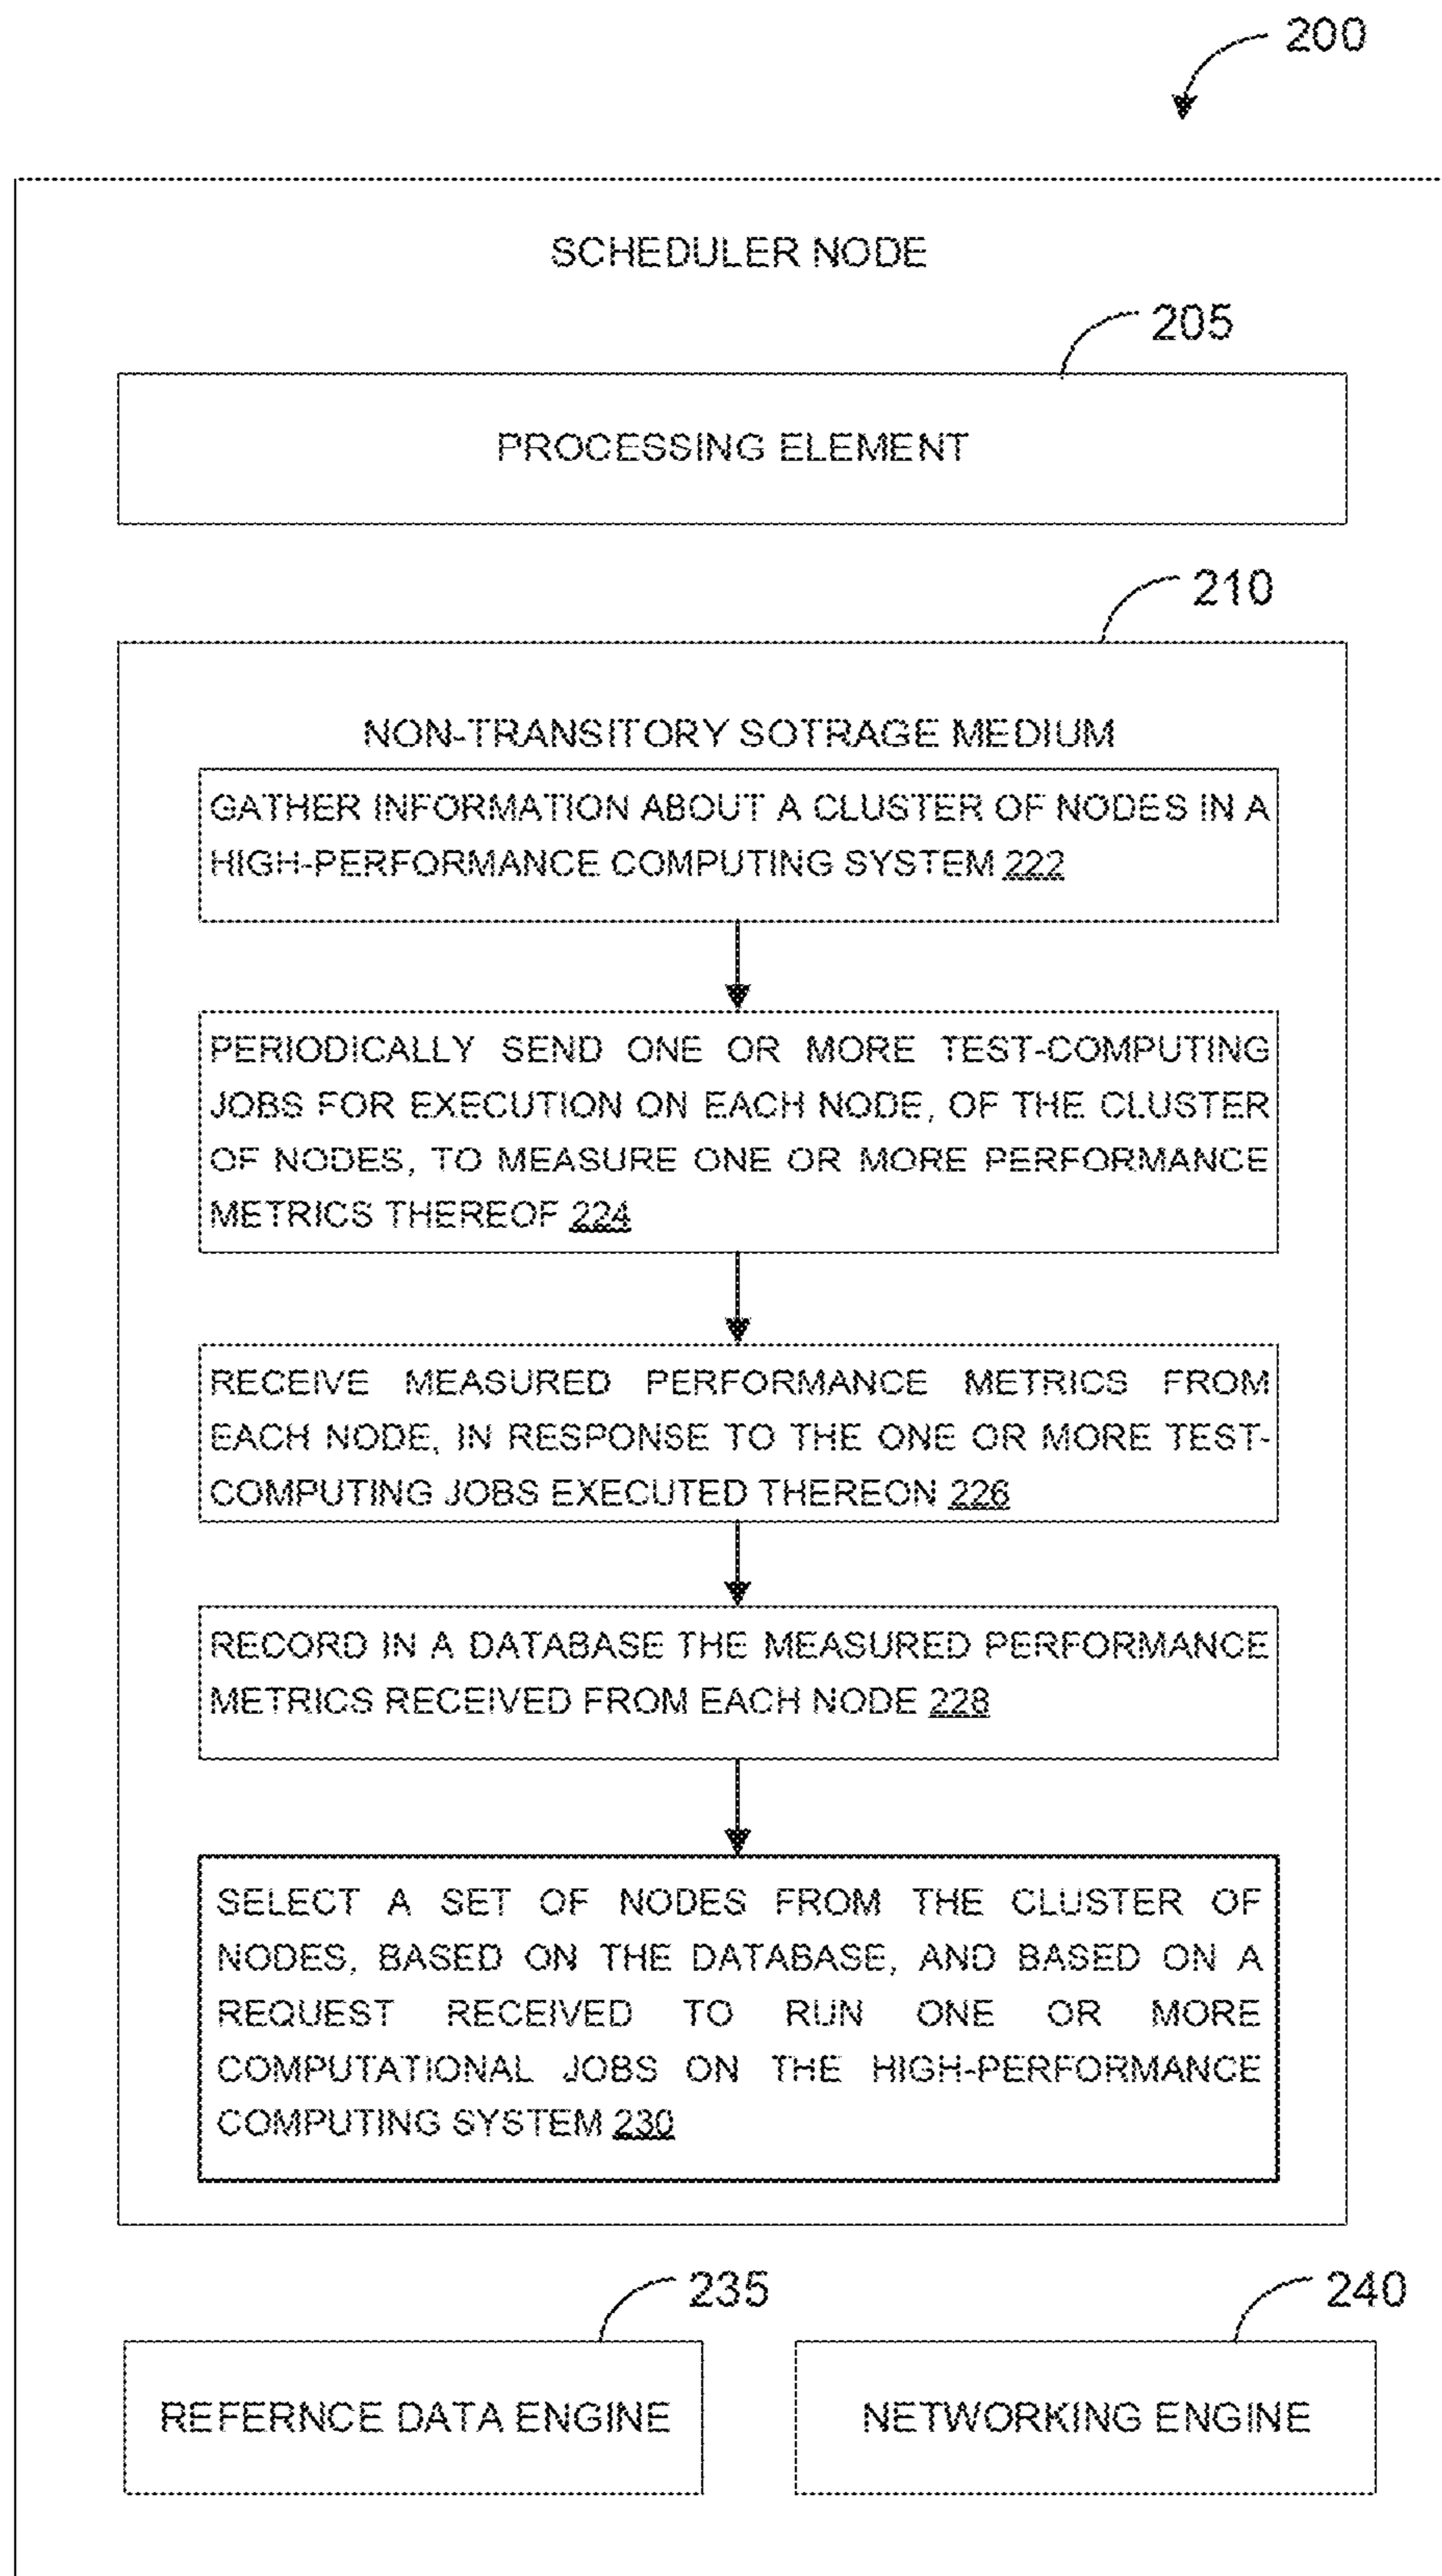 200
SCHEDULER NODE
205
PROCESSING ELEMENT
210
NON-TRANSITORY SOTRAGE MEDIUM
GATHER INFORMATION ABOUT A CLUSTER OF NODES IN A
HIGH-PERFORMANCE COMPUTING SYSTEM 222
PERIODICALLY SEND ONE OR MORE TEST-COMPUTING
JOBS FOR EXECUTION ON EACH NODE, OF THE CLUSTER
OF NODES, TO MEASURE ONE OR MORE PERFORMANCE
METRICS THEREOF 224
RECEIVE MEASURED PERFORMANCE METRICS FROM
EACH NODE, IN RESPONSE TO THE ONE OR MORE TEST-
COMPUTING JOBS EXECUTED THEREON 226
RECORD IN A DATABASE THE MEASURED PERFORMANCE
METRICS RECEIVED FROM EACH NODE 228
SELECT A SET OF NODES FROM THE CLUSTER OF
NODES, BASED ON THE DATABASE, AND BASED ON A
REQUEST RECEIVED TO RUN ONE OR MORE
COMPUTATIONAL JOBS ON THE HIGH-PERFORMANCE
COMPUTING SYSTEM 230
235
REFERNCE DATA ENGINE
240
NETWORKING ENGINE